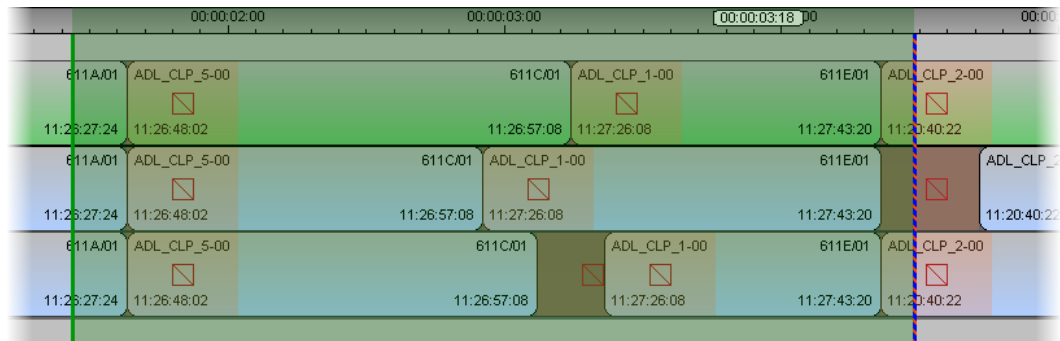 00:00:02:00 00:00:03:00 00:00:03:18 00:00
611A/01 ADL_CLP_5-00 611C/01 ADL_CLP_1-00 611E/01 ADL_CLP_2-00
11:26:27:24 11:26:48:02 11:26:57:08 11:27:26:08 11:27:43:20 11:20:40:22
611A/01 ADL_CLP_5-00 611C/01 ADL_CLP_1-00 611E/01 ADL_CLP_2
11:26:27:24 11:26:48:02 11:26:57:08 11:27:26:08 11:27:43:20 11:20:40:22
611A/01 ADL_CLP_5-00 611C/01 ADL_CLP_1-00 611E/01 ADL_CLP_2-00
11:26:27:24 11:26:48:02 11:26:57:08 11:27:26:08 11:27:43:20 11:20:40:22